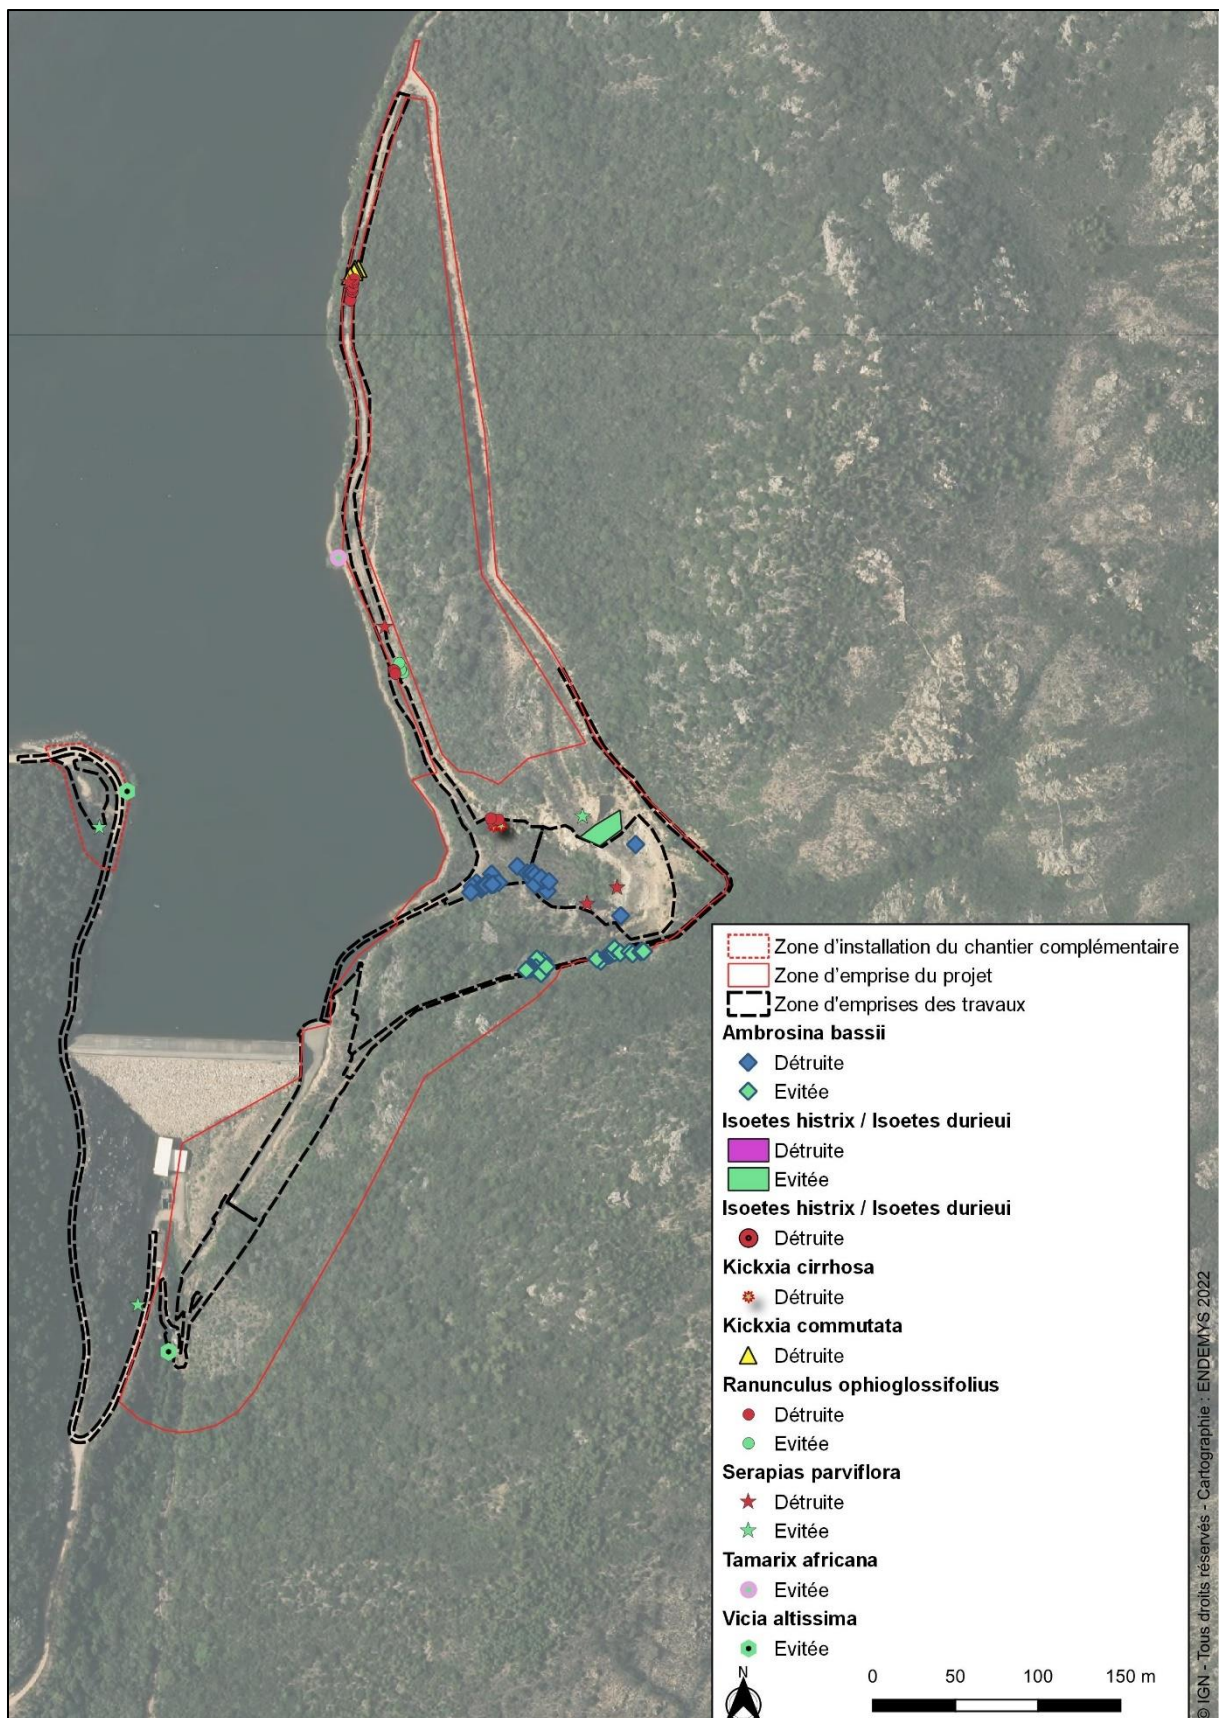 Zone d'installation du chantier complémentaire
Zone d'emprise du projet
Zone d'emprises des travaux
Ambrosina bassii
Détruite
Evitée
Isoetes histrix / Isoetes durieui
Détruite
Evitée
Isoetes histrix / Isoetes durieui
Détruite
Kickxia cirrhosa
Détruite
Kickxia commutata
Détruite
Ranunculus ophioglossifolius
Détruite
Evitée
Serapias parviflora
Détruite
Evitée
Tamarix africana
Evitée
Vicia altissima
Evitée
N
0 50 100 150 m
© IGN - Tous droits réservés - Cartographie : ENDEMYS 2022